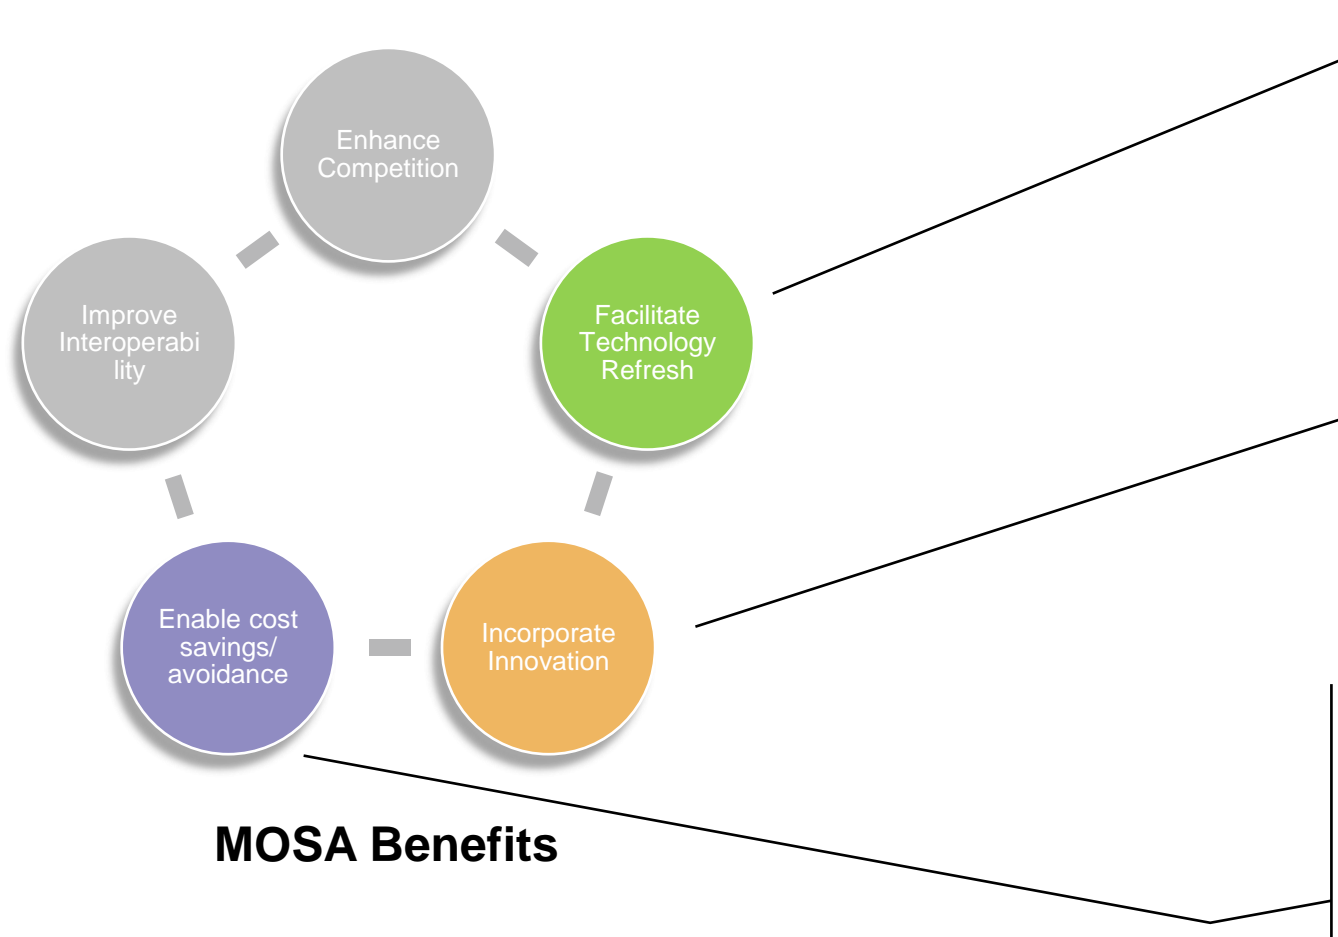 Enhance
Competition
Improve
Interoperabi
lity
Facilitate
Technology
Refresh
Enable cost
savings/
avoidance
Incorporate
Innovation
MOSA Benefits